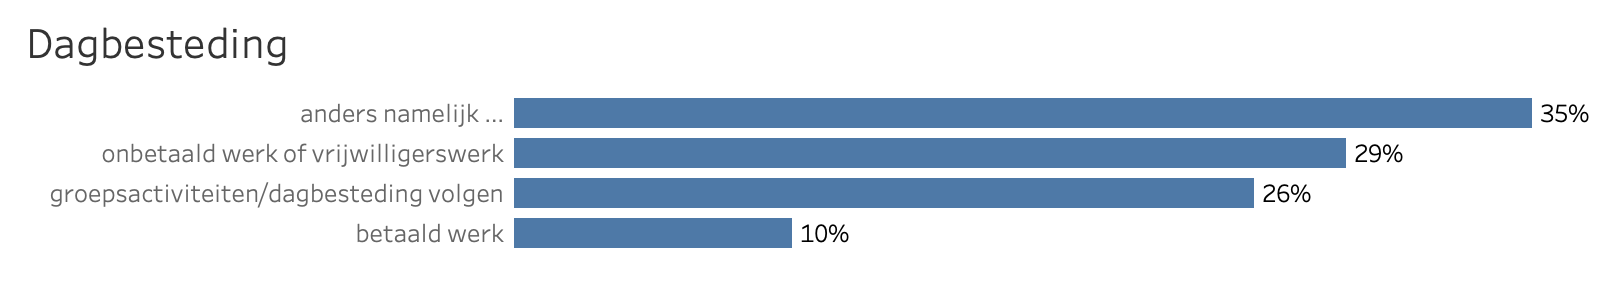 Dagbesteding
anders namelijk ... 35%
onbetaald werk of vrijwilligerswerk 29%
groepsactiviteiten/dagbesteding volgen 26%
betaald werk 10%